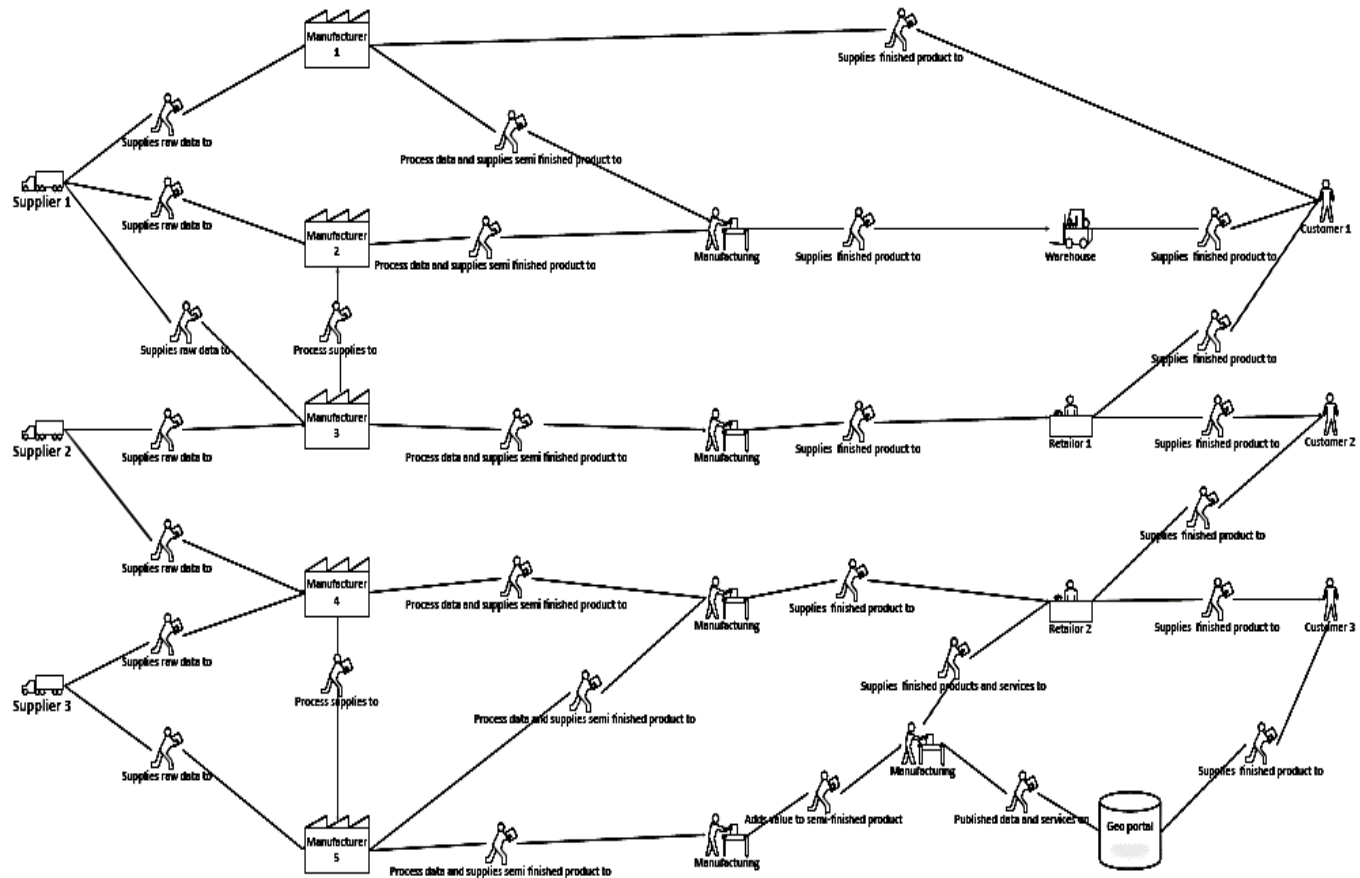 Manufacturer
1
Supplies finished product to
Supplies raw data to
Process data and supplies semi finished product to
Supplier 1
Supplies raw data to
Manufacturer
2
Process data and supplies semi finished product to
Manufacturing
Supplies finished product to
Warehouse
Supplies finished product to
Customer 1
Supplies raw data to
Process supplies to
Supplies finished product to
Supplier 2
Supplies raw data to
Manufacturer
3
Process data and supplies semi finished product to
Manufacturing
Supplies finished product to
Retailor 1
Supplies finished product to
Customer 2
Supplies raw data to
Supplies finished product to
Manufacturer
4
Process data and supplies semi finished product to
Manufacturing
Supplies finished product to
Retailor 2
Supplies finished product to
Customer 3
Supplies raw data to
Supplier 3
Process supplies to
Process data and supplies semi finished product to
Supplies finished products and services to
Supplies raw data to
Manufacturing
Supplies finished product to
Manufacturer
5
Process data and supplies semi finished product to
Manufacturing
Adds value to semi-finished product
Published data and services on
Geo portal